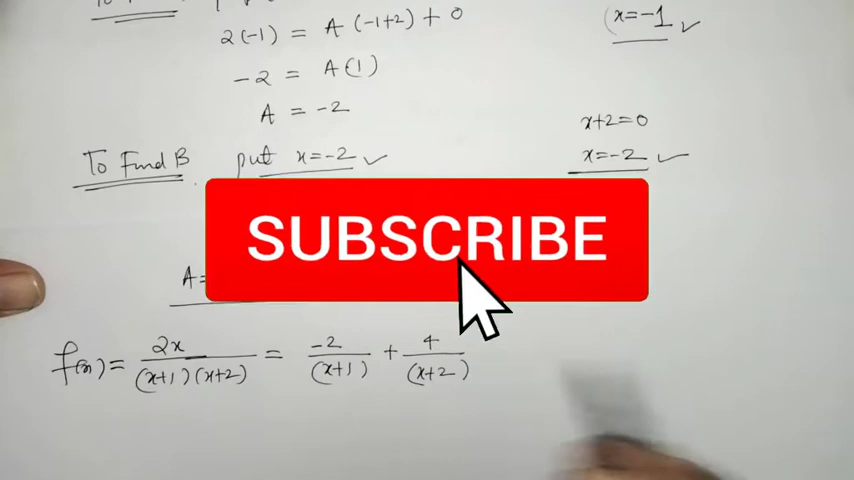 2(-1) = A(-1+2) + 0
(x=-1
-2 = A(1)
A = -2
x+2=0
To Find B put x=-2
x=-2
SUBSCRIBE
A=
f(x) = 2x/((x+1)(x+2)) = -2/(x+1) + 4/(x+2)